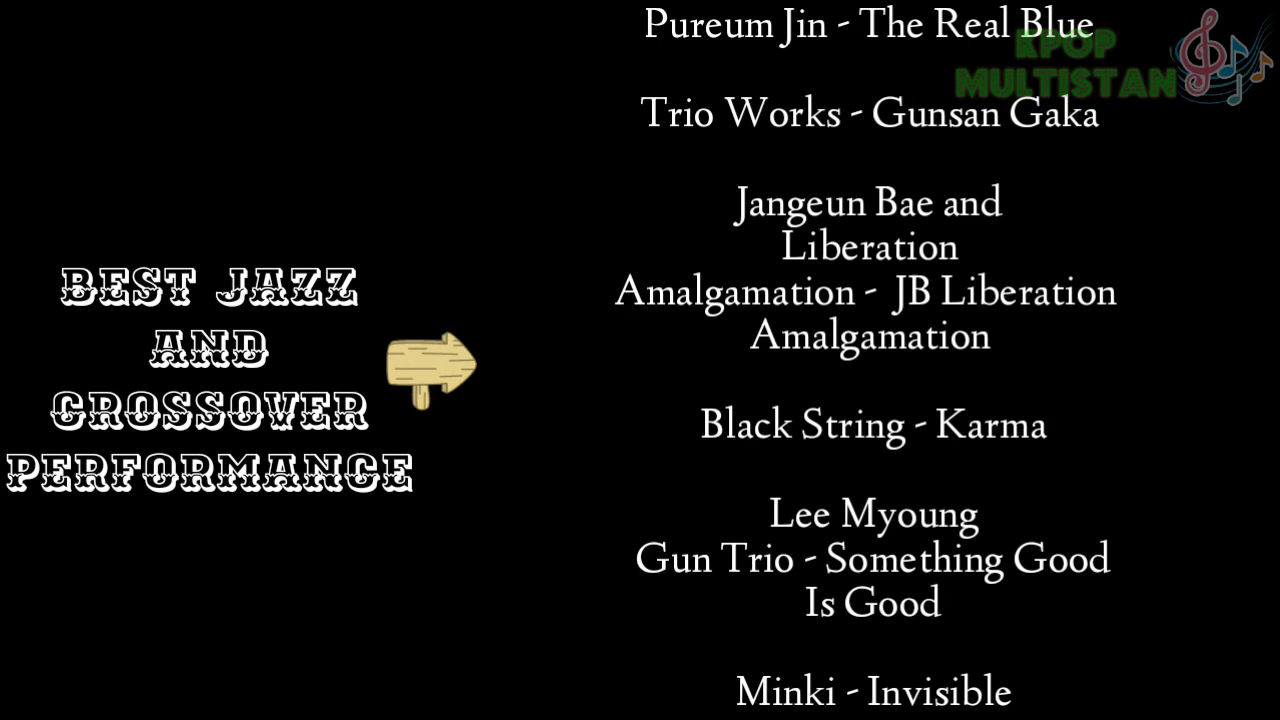 Pureum Jin - The Real Blue
KPOP
MULTISTAN
Trio Works - Gunsan Gaka
Jangeun Bae and
Liberation
Amalgamation - JB Liberation
Amalgamation
BEST JAZZ
AND
CROSSOVER
PERFORMANCE
Black String - Karma
Lee Myoung
Gun Trio - Something Good
Is Good
Minki - Invisible